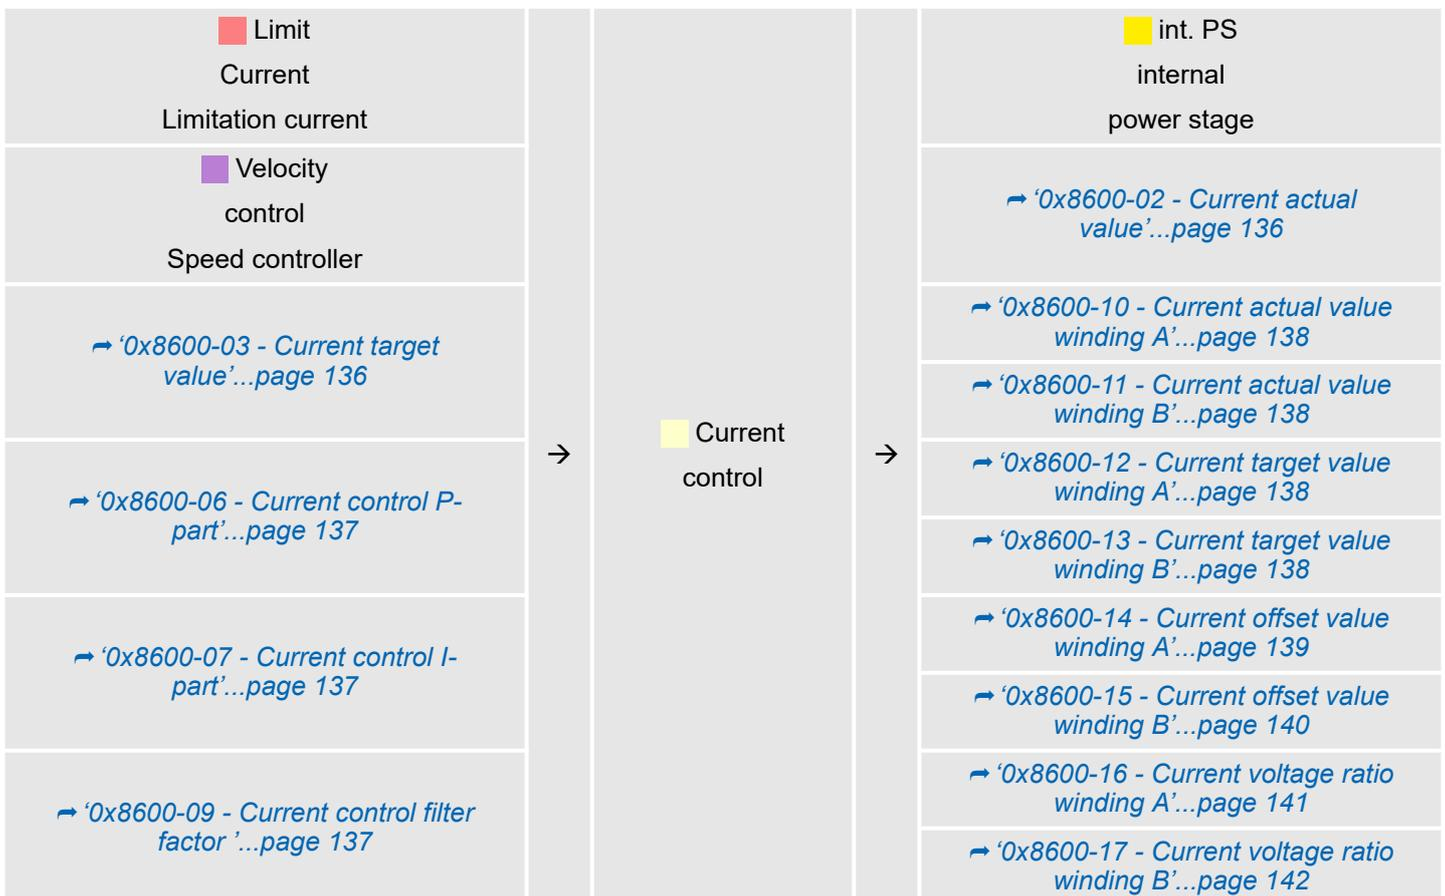 Limit
Current
Limitation current
Velocity
control
Speed controller
➦ ‘0x8600-03 - Current target
value’...page 136
➦ ‘0x8600-06 - Current control P-
part’...page 137
➦ ‘0x8600-07 - Current control I-
part’...page 137
➦ ‘0x8600-09 - Current control filter
factor ’...page 137
→
Current
control
→
int. PS
internal
power stage
➦ ‘0x8600-02 - Current actual
value’...page 136
➦ ‘0x8600-10 - Current actual value
winding A’...page 138
➦ ‘0x8600-11 - Current actual value
winding B’...page 138
➦ ‘0x8600-12 - Current target value
winding A’...page 138
➦ ‘0x8600-13 - Current target value
winding B’...page 138
➦ ‘0x8600-14 - Current offset value
winding A’...page 139
➦ ‘0x8600-15 - Current offset value
winding B’...page 140
➦ ‘0x8600-16 - Current voltage ratio
winding A’...page 141
➦ ‘0x8600-17 - Current voltage ratio
winding B’...page 142